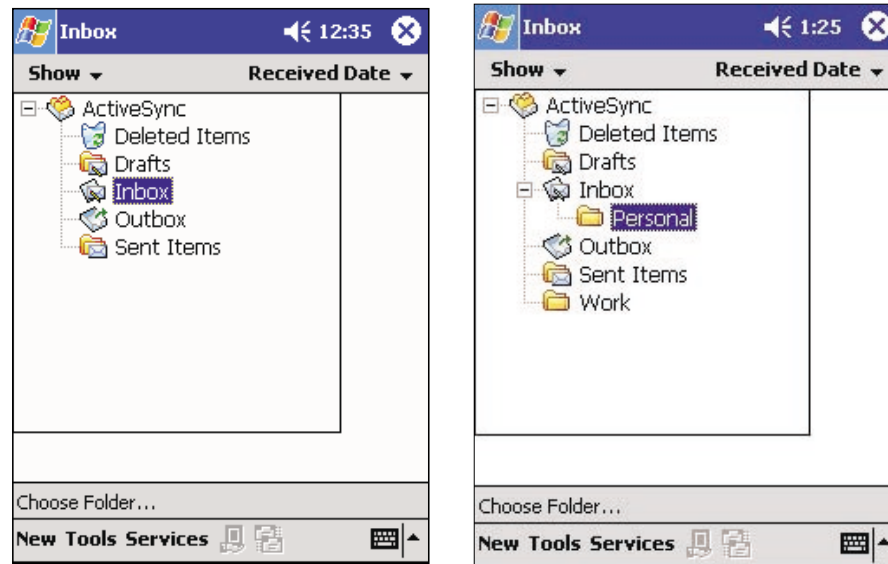 Inbox 12:35
Show Received Date
ActiveSync
Deleted Items
Drafts
Inbox
Outbox
Sent Items
Choose Folder...
New Tools Services
Inbox 1:25
Show Received Date
ActiveSync
Deleted Items
Drafts
Inbox
Personal
Outbox
Sent Items
Work
Choose Folder...
New Tools Services